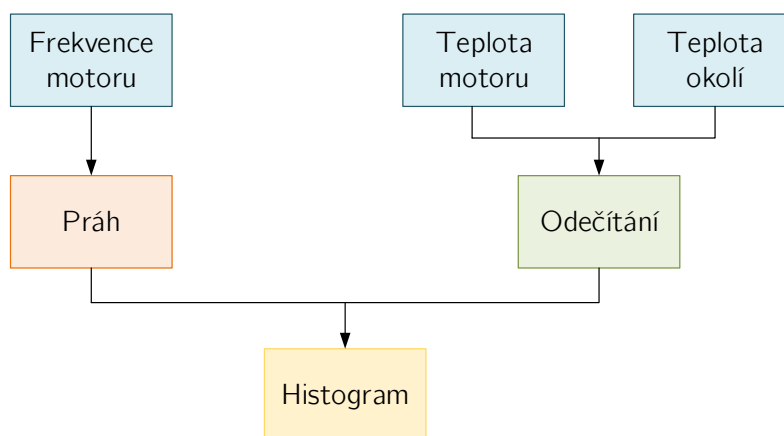 Frekvence
motoru
Teplota
motoru
Teplota
okolí
Práh
Odečítání
Histogram